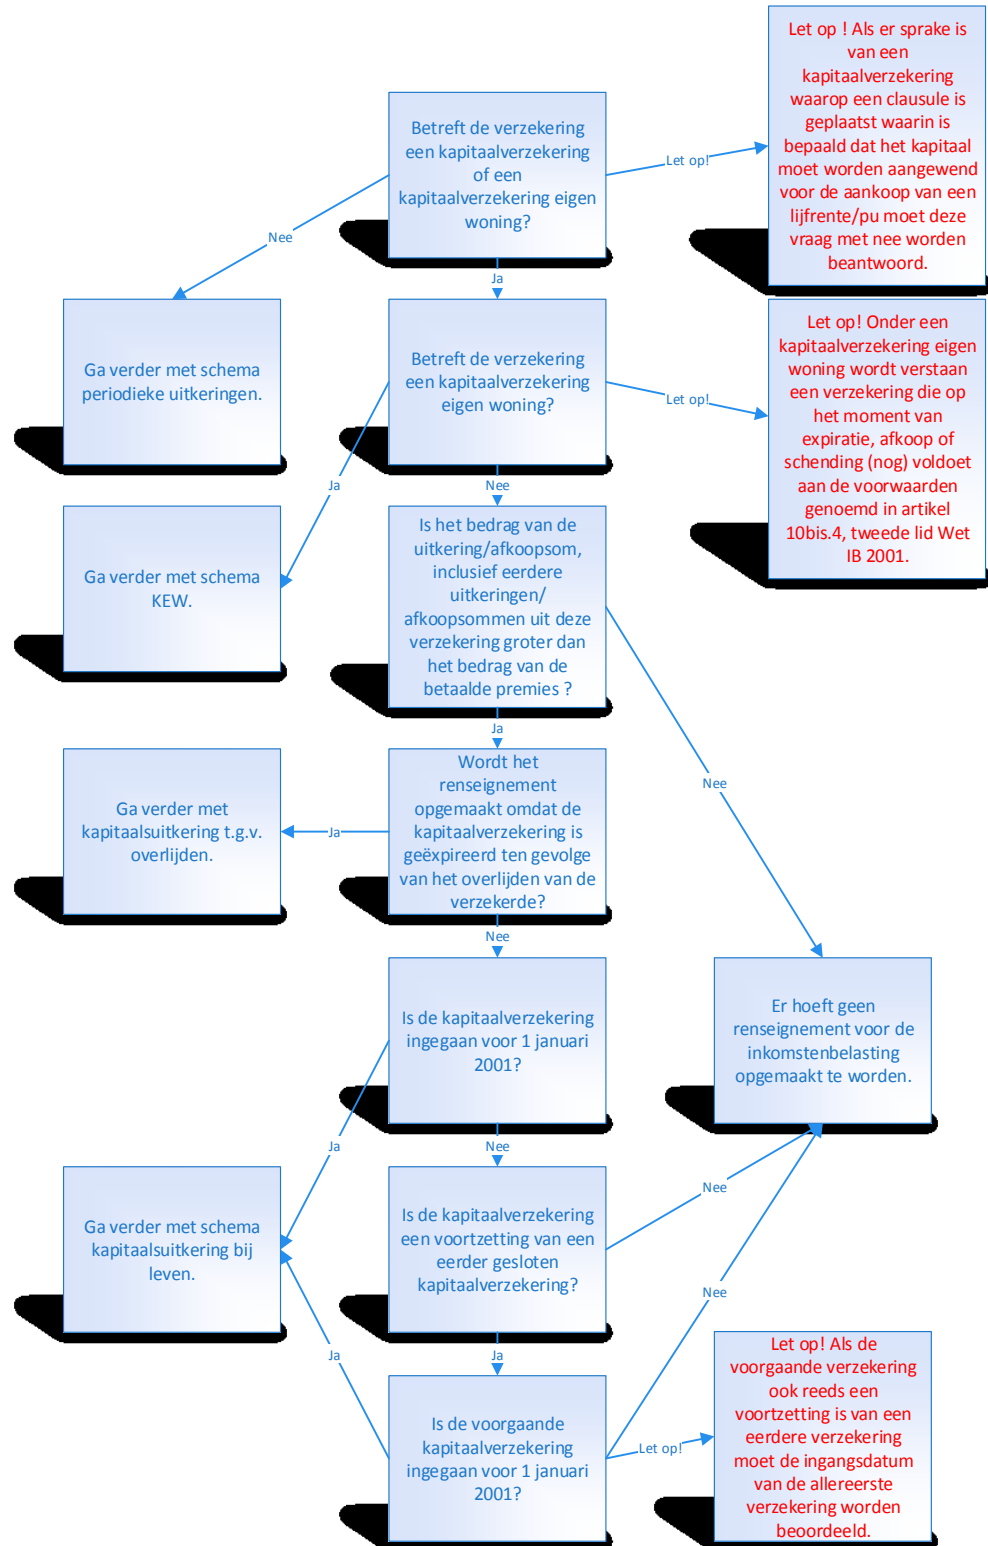 Let op ! Als er sprake is
van een
kapitaalverzekering
waarop een clausule is
geplaatst waarin is
bepaald dat het kapitaal
moet worden aangewend
voor de aankoop van een
lijfrente/pu moet deze
vraag met nee worden
beantwoord.
Betreft de verzekering
een kapitaalverzekering
of een
kapitaalverzekering eigen
woning?
Let op!
Nee
Ja
Ga verder met schema
periodieke uitkeringen.
Betreft de verzekering
een kapitaalverzekering
eigen woning?
Let op!
Let op! Onder een
kapitaalverzekering eigen
woning wordt verstaan
een verzekering die op
het moment van
expiratie, afkoop of
schending (nog) voldoet
aan de voorwaarden
genoemd in artikel
10bis.4, tweede lid Wet
IB 2001.
Ja
Nee
Ga verder met schema
KEW.
Is het bedrag van de
uitkering/afkoopsom,
inclusief eerdere
uitkeringen/
afkoopsommen uit deze
verzekering groter dan
het bedrag van de
betaalde premies ?
Ja
Nee
Ga verder met
kapitaalsuitkering t.g.v.
overlijden.
Ja
Wordt het
renseignement
opgemaakt omdat de
kapitaalverzekering is
geëxpireerd ten gevolge
van het overlijden van de
verzekerde?
Nee
Is de kapitaalverzekering
ingegaan voor 1 januari
2001?
Er hoeft geen
renseignement voor de
inkomstenbelasting
opgemaakt te worden.
Ja
Nee
Ga verder met schema
kapitaalsuitkering bij
leven.
Is de kapitaalverzekering
een voortzetting van een
eerder gesloten
kapitaalverzekering?
Nee
Nee
Ja
Ja
Is de voorgaande
kapitaalverzekering
ingegaan voor 1 januari
2001?
Let op!
Let op! Als de
voorgaande verzekering
ook reeds een
voortzetting is van een
eerdere verzekering
moet de ingangsdatum
van de allereerste
verzekering worden
beoordeeld.